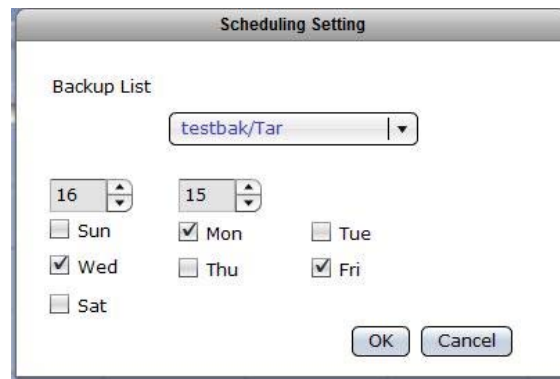 Scheduling Setting
Backup List
testbak/Tar
16 15
Sun Mon Tue
Wed Thu Fri
Sat
OK Cancel